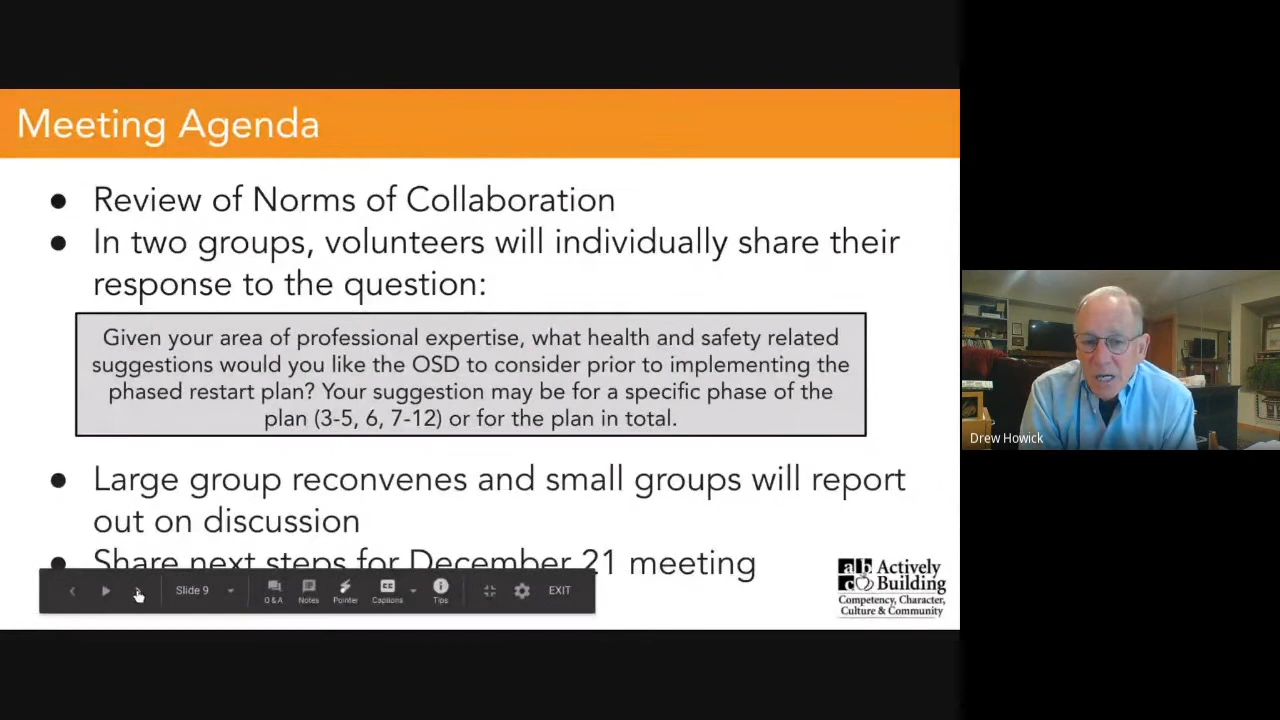 Meeting Agenda
● Review of Norms of Collaboration
● In two groups, volunteers will individually share their
response to the question:
Given your area of professional expertise, what health and safety related
suggestions would you like the OSD to consider prior to implementing the
phased restart plan? Your suggestion may be for a specific phase of the
plan (3-5, 6, 7-12) or for the plan in total.
● Large group reconvenes and small groups will report
out on discussion
● Share next steps for December 21 meeting
Slide 9
Q & A
Notes
Pointer
Captions
Tips
EXIT
a b c
Actively
Building
Competency, Character,
Culture & Community
Drew Howick